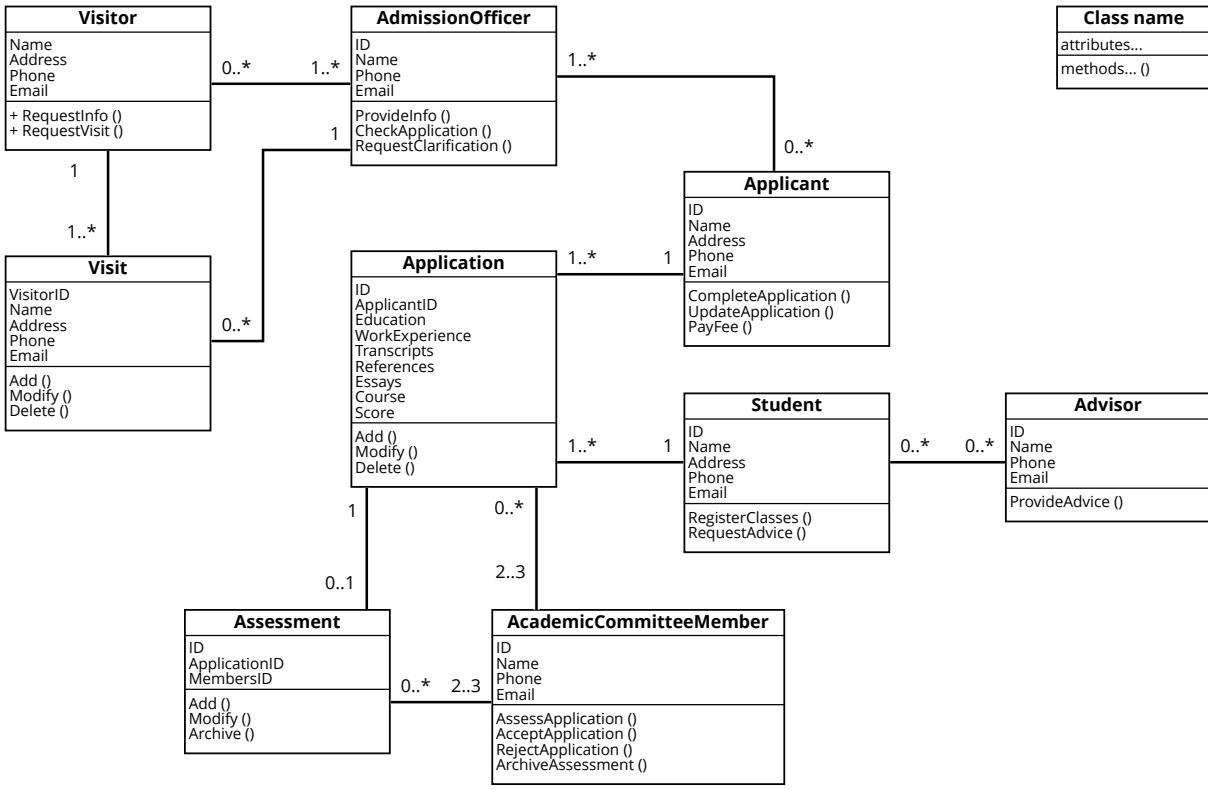 Visitor
Name
Address
Phone
Email
+ RequestInfo ()
+ RequestVisit ()
0..*
1..*
AdmissionOfficer
ID
Name
Phone
Email
ProvideInfo ()
CheckApplication ()
RequestClarification ()
1..*
0..*
Class name
attributes...
methods... ()
1
1..*
1
0..*
Visit
VisitorID
Name
Address
Phone
Email
Add ()
Modify ()
Delete ()
Applicant
ID
Name
Address
Phone
Email
CompleteApplication ()
UpdateApplication ()
PayFee ()
Application
ID
ApplicantID
Education
WorkExperience
Transcripts
References
Essays
Course
Score
Add ()
Modify ()
Delete ()
1..*
1
1..*
1
Student
ID
Name
Address
Phone
Email
RegisterClasses ()
RequestAdvice ()
0..*
0..*
Advisor
ID
Name
Phone
Email
ProvideAdvice ()
1
0..1
0..*
2..3
Assessment
ID
ApplicationID
MembersID
Add ()
Modify ()
Archive ()
0..*
2..3
AcademicCommitteeMember
ID
Name
Phone
Email
AssessApplication ()
AcceptApplication ()
RejectApplication ()
ArchiveAssessment ()